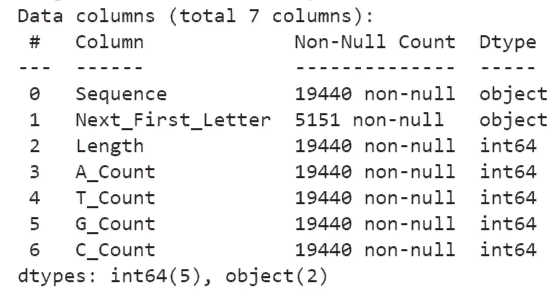 Data columns (total 7 columns):
 #   Column             Non-Null Count  Dtype
---  ------             --------------  -----
 0   Sequence           19440 non-null  object
 1   Next_First_Letter  5151 non-null   object
 2   Length             19440 non-null  int64
 3   A_Count            19440 non-null  int64
 4   T_Count            19440 non-null  int64
 5   G_Count            19440 non-null  int64
 6   C_Count            19440 non-null  int64
dtypes: int64(5), object(2)